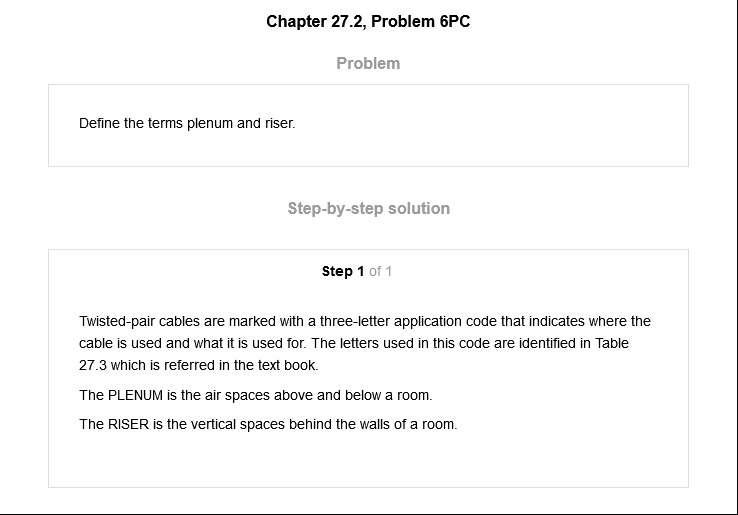 Chapter 27.2, Problem 6PC
Problem
Define the terms plenum and riser.
Step-by-step solution
Step 1 of 1
Twisted-pair cables are marked with a three-letter application code that indicates where the
cable is used and what it is used for. The letters used in this code are identified in Table
27.3 which is referred in the text book.
The PLENUM is the air spaces above and below a room.
The RISER is the vertical spaces behind the walls of a room.